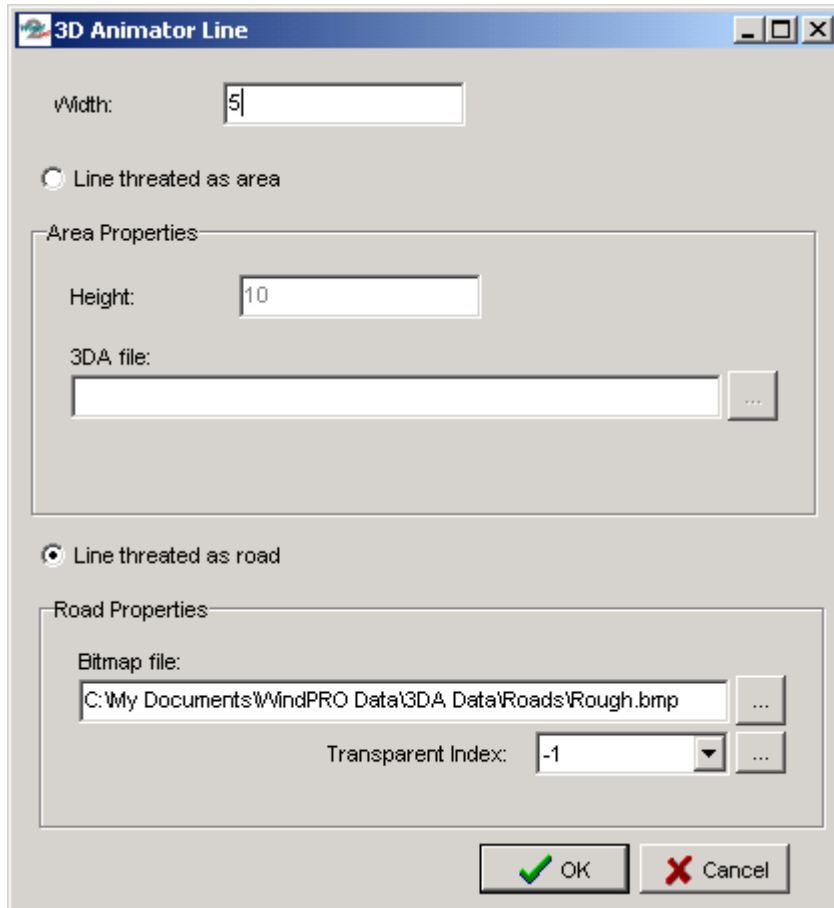 3D Animator Line
Width: 5
Line threated as area
Area Properties
Height: 10
3DA file:
...
Line threated as road
Road Properties
Bitmap file:
C:\My Documents\WindPRO Data\3DA Data\Roads\Rough.bmp ...
Transparent Index: -1 ...
OK Cancel